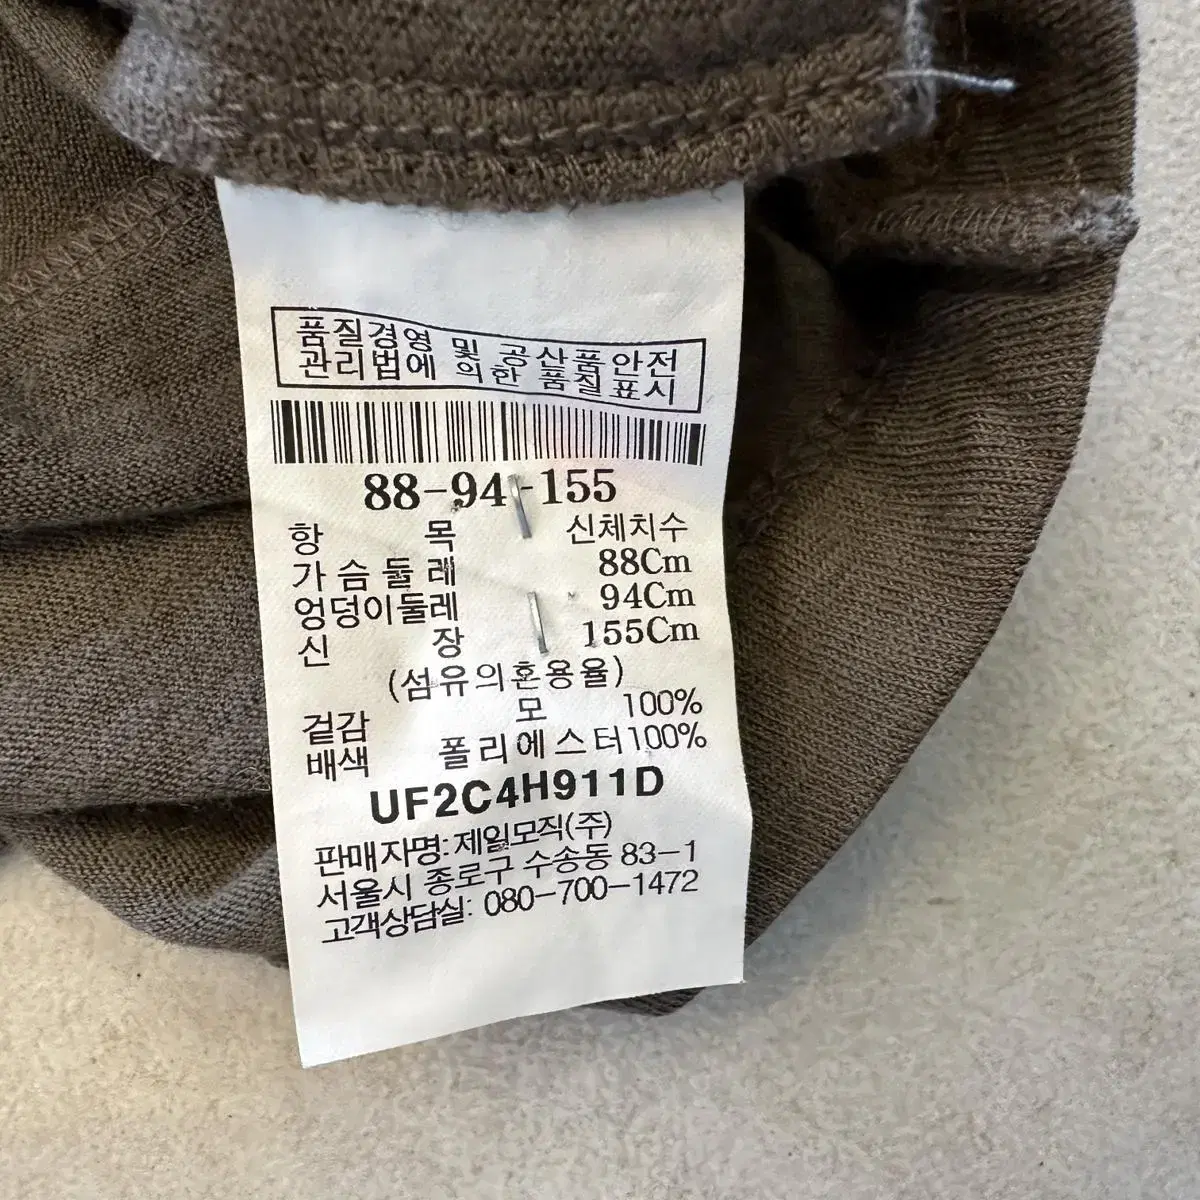 품질경영 및 공산품안전
관리법에 의한 품질표시
88-94-155
항 목 신체치수
가슴둘레 88Cm
엉덩이둘레 94Cm
신 장 155Cm
(섬유의혼용율)
겉감 모 100%
배색 폴리에스터100%
UF2C4H911D
판매자명:제일모직(주)
서울시 종로구 수송동 83-1
고객상담실: 080-700-1472